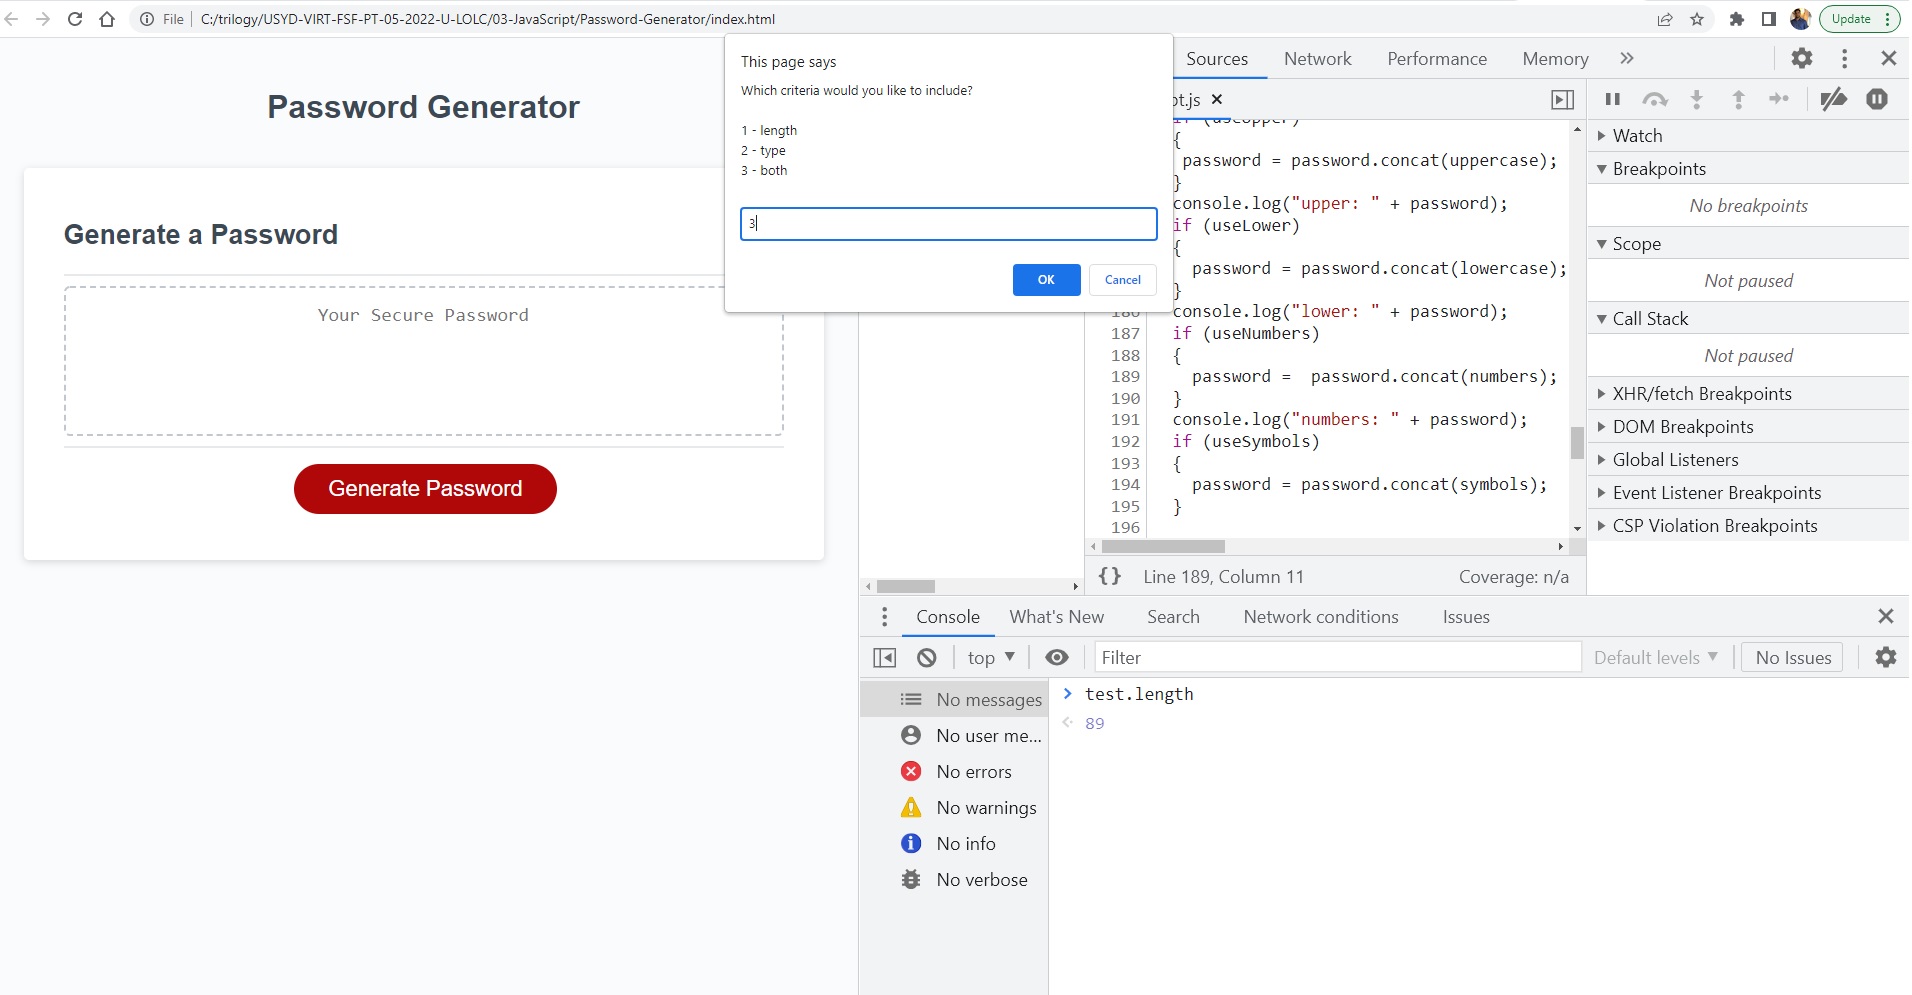 File C:/trilogy/USYD-VIRT-FSF-PT-05-2022-U-LOLC/03-JavaScript/Password-Generator/index.html
Update
Password Generator
Generate a Password
Your Secure Password
Generate Password
This page says
Which criteria would you like to include?
1 - length
2 - type
3 - both
3
OK Cancel
Sources Network Performance Memory
pt.js
{
password = password.concat(uppercase);
}
console.log("upper: " + password);
if (useLower)
{
password = password.concat(lowercase);
}
console.log("lower: " + password);
187 if (useNumbers)
188 {
189 password =  password.concat(numbers);
190 }
191 console.log("numbers: " + password);
192 if (useSymbols)
193 {
194 password = password.concat(symbols);
195 }
196
{} Line 189, Column 11 Coverage: n/a
Watch
Breakpoints
No breakpoints
Scope
Not paused
Call Stack
Not paused
XHR/fetch Breakpoints
DOM Breakpoints
Global Listeners
Event Listener Breakpoints
CSP Violation Breakpoints
Console What's New Search Network conditions Issues
top Filter Default levels No Issues
No messages
No user me...
No errors
No warnings
No info
No verbose
> test.length
89